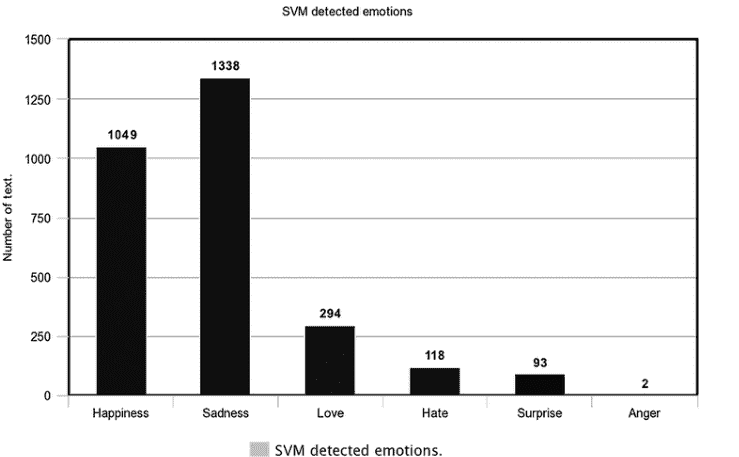 SVM detected emotions
1500
1250
1000
750
500
250
0
Number of text.
1049
1338
294
118
93
2
Happiness
Sadness
Love
Hate
Surprise
Anger
SVM detected emotions.